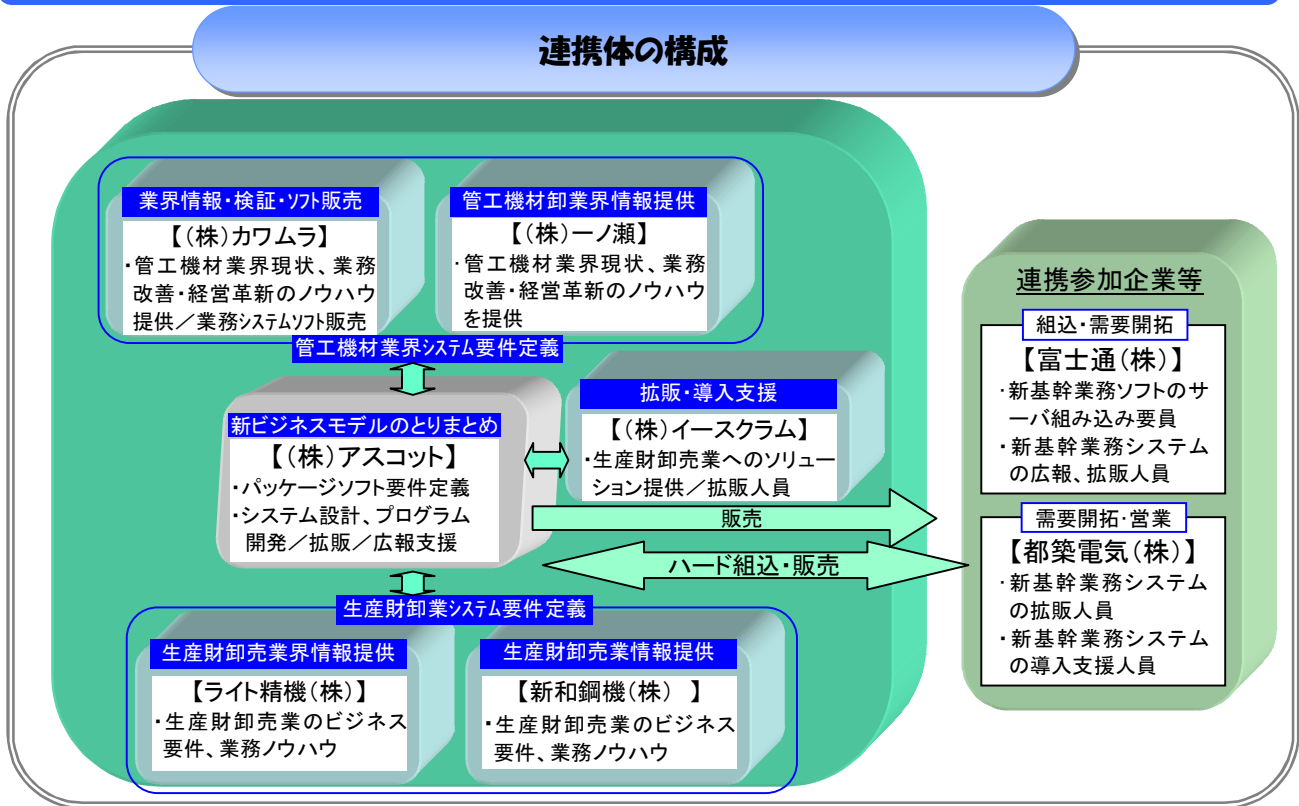 連携体の構成
業界情報・検証・ソフト販売
【(株)カワムラ】
・管工機材業界現状、業務
改善・経営革新のノウハウ
提供／業務システムソフト販売
管工機材卸業界情報提供
【(株)一ノ瀬】
・管工機材業界現状、業務
改善・経営革新のノウハウ
を提供
管工機材業界システム要件定義
新ビジネスモデルのとりまとめ
【(株)アスコット】
・パッケージソフト要件定義
・システム設計、プログラム
開発／拡販／広報支援
拡販・導入支援
【(株)イースクラム】
・生産財卸売業へのソリュー
ション提供／拡販人員
販売
ハード組込・販売
生産財卸業システム要件定義
生産財卸売業界情報提供
【ライト精機(株)】
・生産財卸売業のビジネス
要件、業務ノウハウ
生産財卸売業情報提供
【新和鋼機(株) 】
・生産財卸売業のビジネス
要件、業務ノウハウ
連携参加企業等
組込・需要開拓
【富士通(株)】
・新基幹業務ソフトのサ
ーバ組み込み要員
・新基幹業務システム
の広報、拡販人員
需要開拓・営業
【都築電気(株)】
・新基幹業務システム
の拡販人員
・新基幹業務システム
の導入支援人員